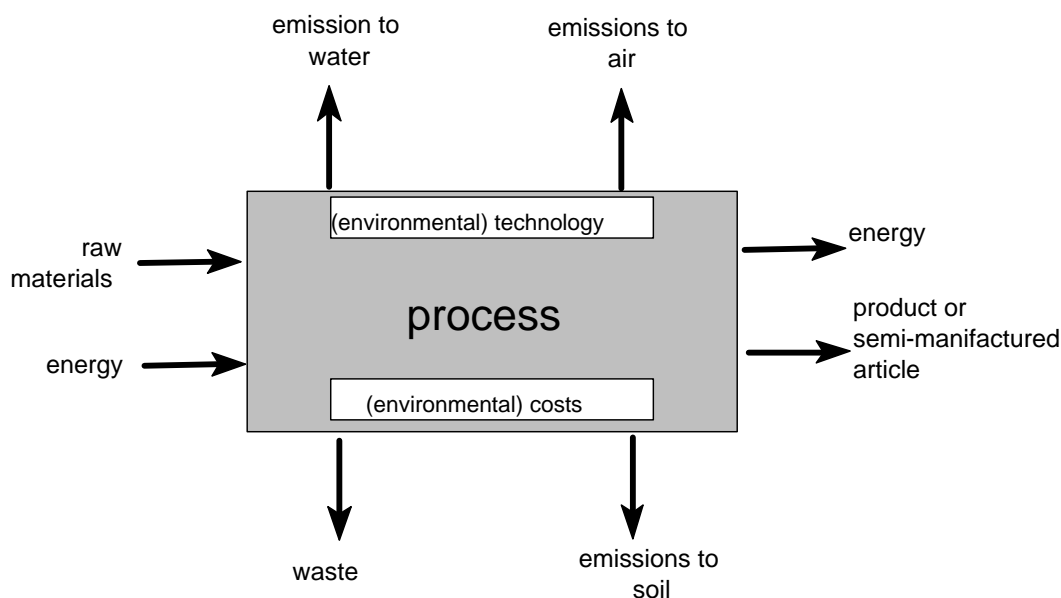 emission to
water
emissions to
air
(environmental) technology
raw
materials
energy
process
energy
product or
semi-manifactured
article
(environmental) costs
waste
emissions to
soil